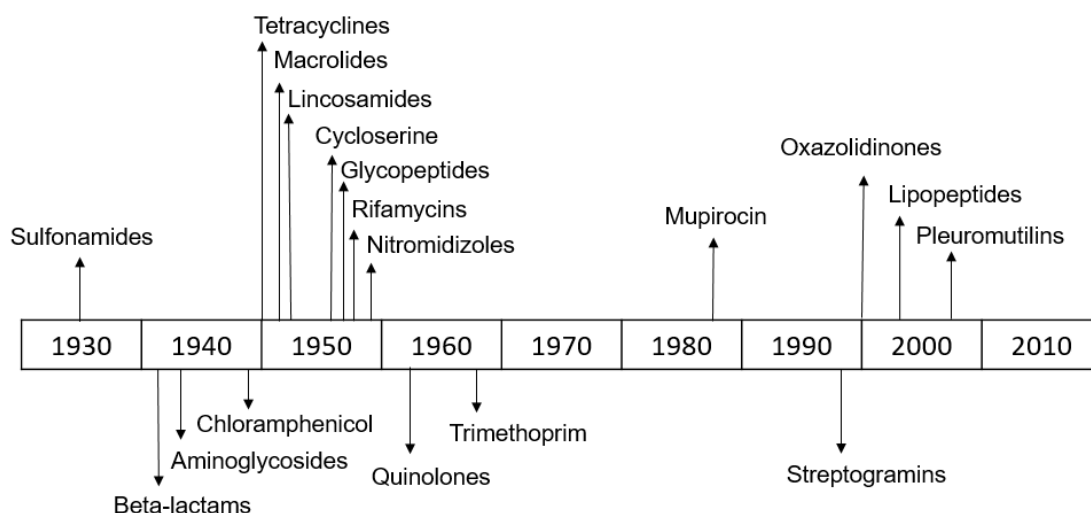 Tetracyclines
Macrolides
Lincosamides
Cycloserine
Glycopeptides
Rifamycins
Nitromidizoles
Sulfonamides
Mupirocin
Oxazolidinones
Lipopeptides
Pleuromutilins
1930 1940 1950 1960 1970 1980 1990 2000 2010
Chloramphenicol
Aminoglycosides
Beta-lactams
Trimethoprim
Quinolones
Streptogramins